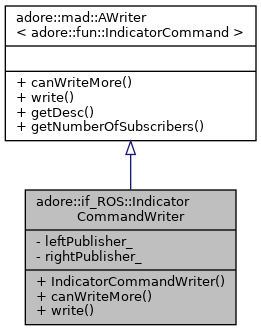 adore::mad::AWriter
< adore::fun::IndicatorCommand >
+ canWriteMore()
+ write()
+ getDesc()
+ getNumberOfSubscribers()
adore::if_ROS::Indicator
CommandWriter
- leftPublisher_
- rightPublisher_
+ IndicatorCommandWriter()
+ canWriteMore()
+ write()